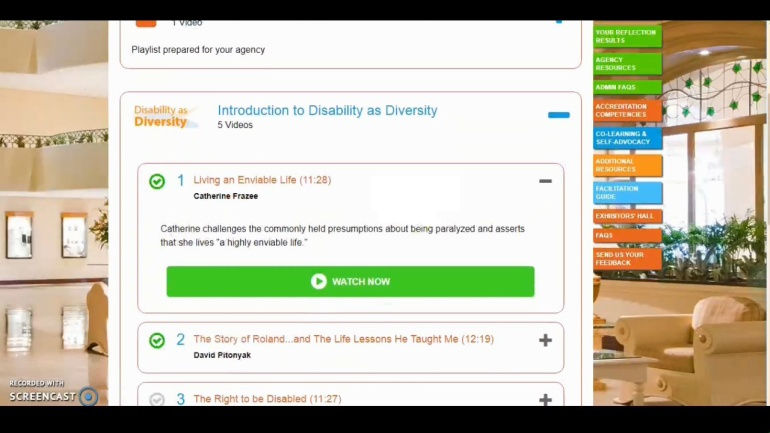 1 Video
Playlist prepared for your agency
Disability as
Diversity
Introduction to Disability as Diversity
5 Videos
1 Living an Enviable Life (11:28)
Catherine Frazee
Catherine challenges the commonly held presumptions about being paralyzed and asserts
that she lives "a highly enviable life."
WATCH NOW
2 The Story of Roland...and The Life Lessons He Taught Me (12:19)
David Pitonyak
3 The Right to be Disabled (11:27)
YOUR REFLECTION
RESULTS
AGENCY
RESOURCES
ADMIN FAQS
ACCREDITATION
COMPETENCIES
CO-LEARNING &
SELF-ADVOCACY
ADDITIONAL
RESOURCES
FACILITATION
GUIDE
EXHIBITORS' HALL
FAQS
SEND US YOUR
FEEDBACK
RECORDED WITH
SCREENCAST